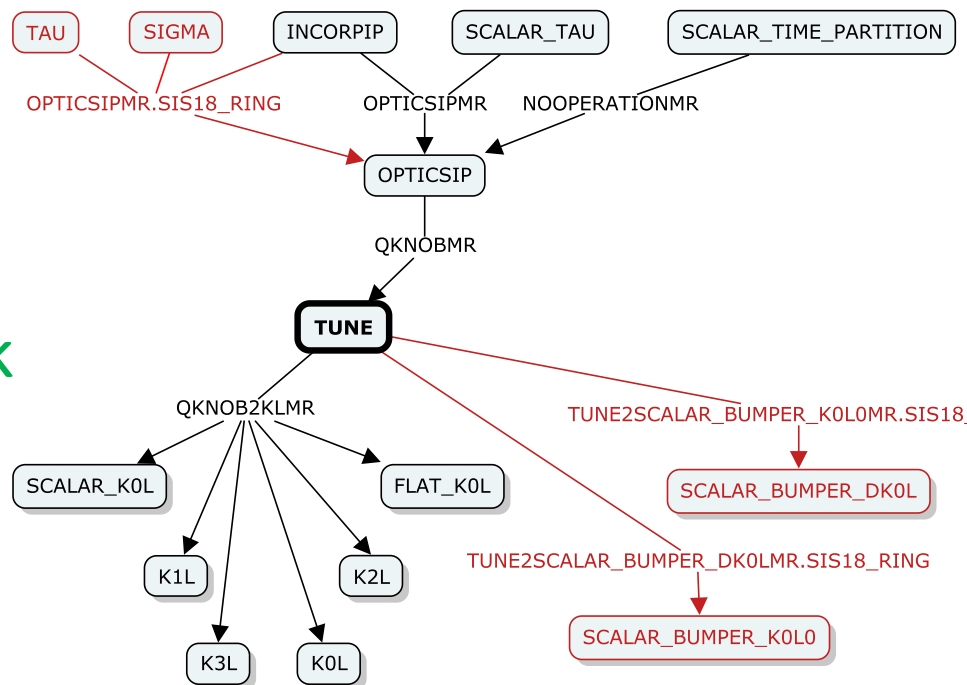 TAU
SIGMA
INCORPIP
SCALAR_TAU
SCALAR_TIME_PARTITION
OPTICSIPMR.SIS18_RING
OPTICSIPMR
NOOPERATIONMR
OPTICSIP
QKNOBMR
TUNE
k
QKNOB2KLMR
TUNE2SCALAR_BUMPER_K0L0MR.SIS18_
SCALAR_K0L
FLAT_K0L
SCALAR_BUMPER_DK0L
K1L
K2L
TUNE2SCALAR_BUMPER_DK0LMR.SIS18_RING
SCALAR_BUMPER_K0L0
K3L
K0L